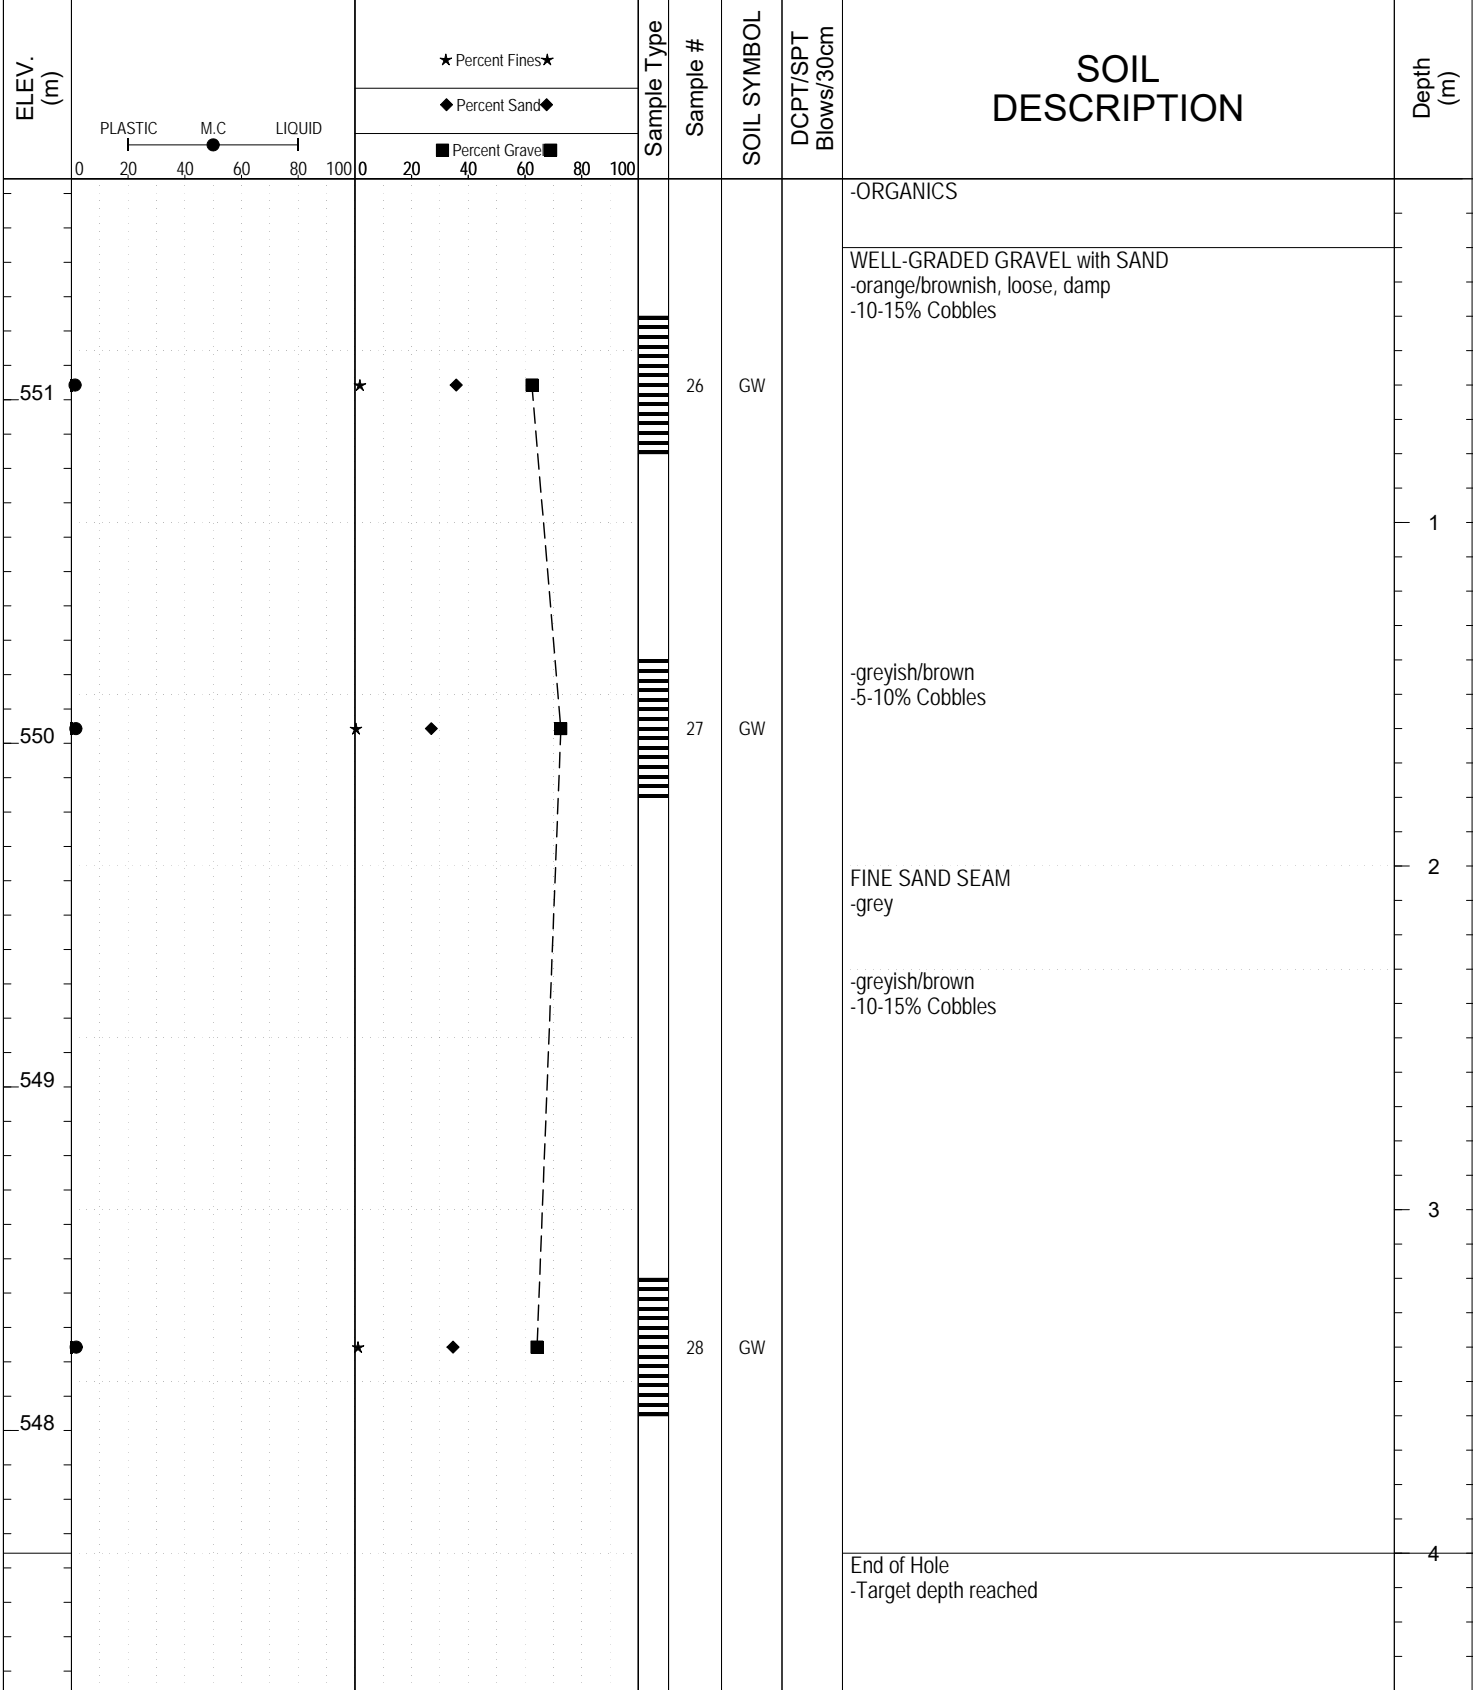 ELEV.
(m)
PLASTIC M.C LIQUID
0 20 40 60 80 100
Percent Fines
Percent Sand
Percent Gravel
0 20 40 60 80 100
Sample Type
Sample #
SOIL SYMBOL
DCPT/SPT
Blows/30cm
SOIL
DESCRIPTION
Depth
(m)
-ORGANICS
WELL-GRADED GRAVEL with SAND
-orange/brownish, loose, damp
-10-15% Cobbles
551 26 GW
1
-greyish/brown
-5-10% Cobbles
550 27 GW
2
FINE SAND SEAM
-grey
-greyish/brown
-10-15% Cobbles
549
3
28 GW
548
4
End of Hole
-Target depth reached